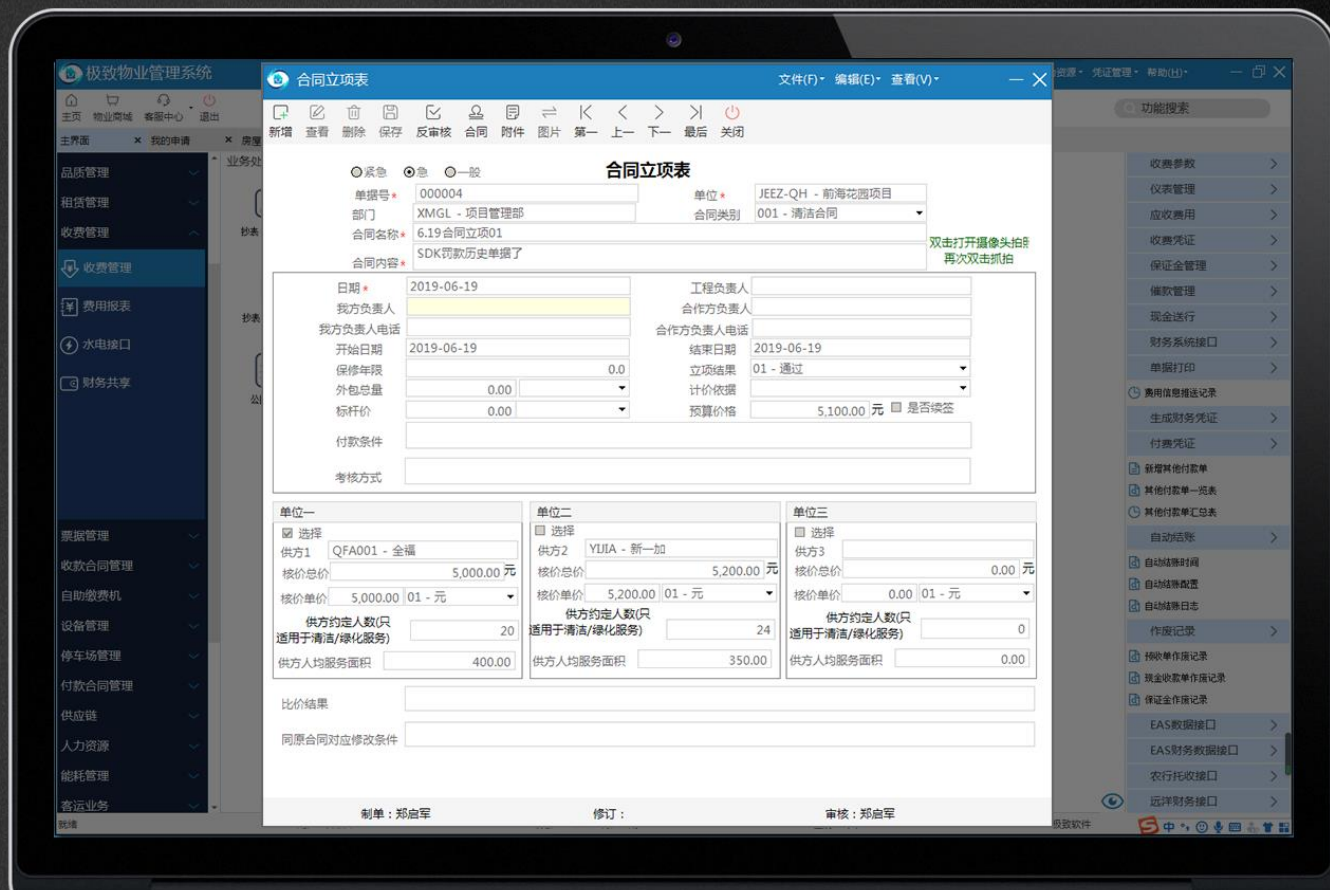 极致物业管理系统
资源 凭证管理 帮助(H)
主页 物业商城 客服中心 退出
功能搜索
主界面 × 我的申请 × 房屋
品质管理
租赁管理
收费管理
收费管理
费用报表
水电接口
财务共享
票据管理
收款合同管理
自助缴费机
设备管理
停车场管理
付款合同管理
供应链
人力资源
能耗管理
客运业务
就绪
业务处
抄表
抄表
合同立项表
文件(F) 编辑(E) 查看(V)
新增 查看 删除 保存 反审核 合同 附件 图片 第一 上一 下一 最后 关闭
紧急 急 一般
合同立项表
单据号* 000004 单位* JEEZ-QH - 前海花园项目
部门 XMGL - 项目管理部 合同类别 001 - 清洁合同
合同名称* 6.19合同立项01
合同内容* SDK罚款历史单据了
双击打开摄像头拍照
再次双击抓拍
日期* 2019-06-19 工程负责人
我方负责人 合作方负责人
我方负责人电话 合作方负责人电话
开始日期 2019-06-19 结束日期 2019-06-19
保修年限 0.0 立项结果 01 - 通过
外包总量 0.00 计价依据
标杆价 0.00 预算价格 5,100.00 元 是否续签
付款条件
考核方式
单位一 单位二 单位三
选择 选择 选择
供方1 QFA001 - 全福 供方2 YIJIA - 新一加 供方3
核价总价 5,000.00 元 核价总价 5,200.00 元 核价总价 0.00 元
核价单价 5,000.00 01 - 元 核价单价 5,200.00 01 - 元 核价单价 0.00 01 - 元
供方约定人数(只 供方约定人数(只 供方约定人数(只
适用于清洁/绿化服务) 20 适用于清洁/绿化服务) 24 适用于清洁/绿化服务) 0
供方人均服务面积 400.00 供方人均服务面积 350.00 供方人均服务面积 0.00
比价结果
同原合同对应修改条件
制单：郑启军 修订： 审核：郑启军
收费参数
仪表管理
应收费用
收费凭证
保证金管理
催款管理
现金送行
财务系统接口
单据打印
费用信息推送记录
生成财务凭证
付费凭证
新增其他付款单
其他付款单一览表
其他付款单汇总表
自动结账
自动结账时间
自动结账配置
自动结账日志
作废记录
预收单作废记录
现金收款单作废记录
保证金作废记录
EAS数据接口
EAS财务数据接口
农行托收接口
远洋财务接口
极致软件
中